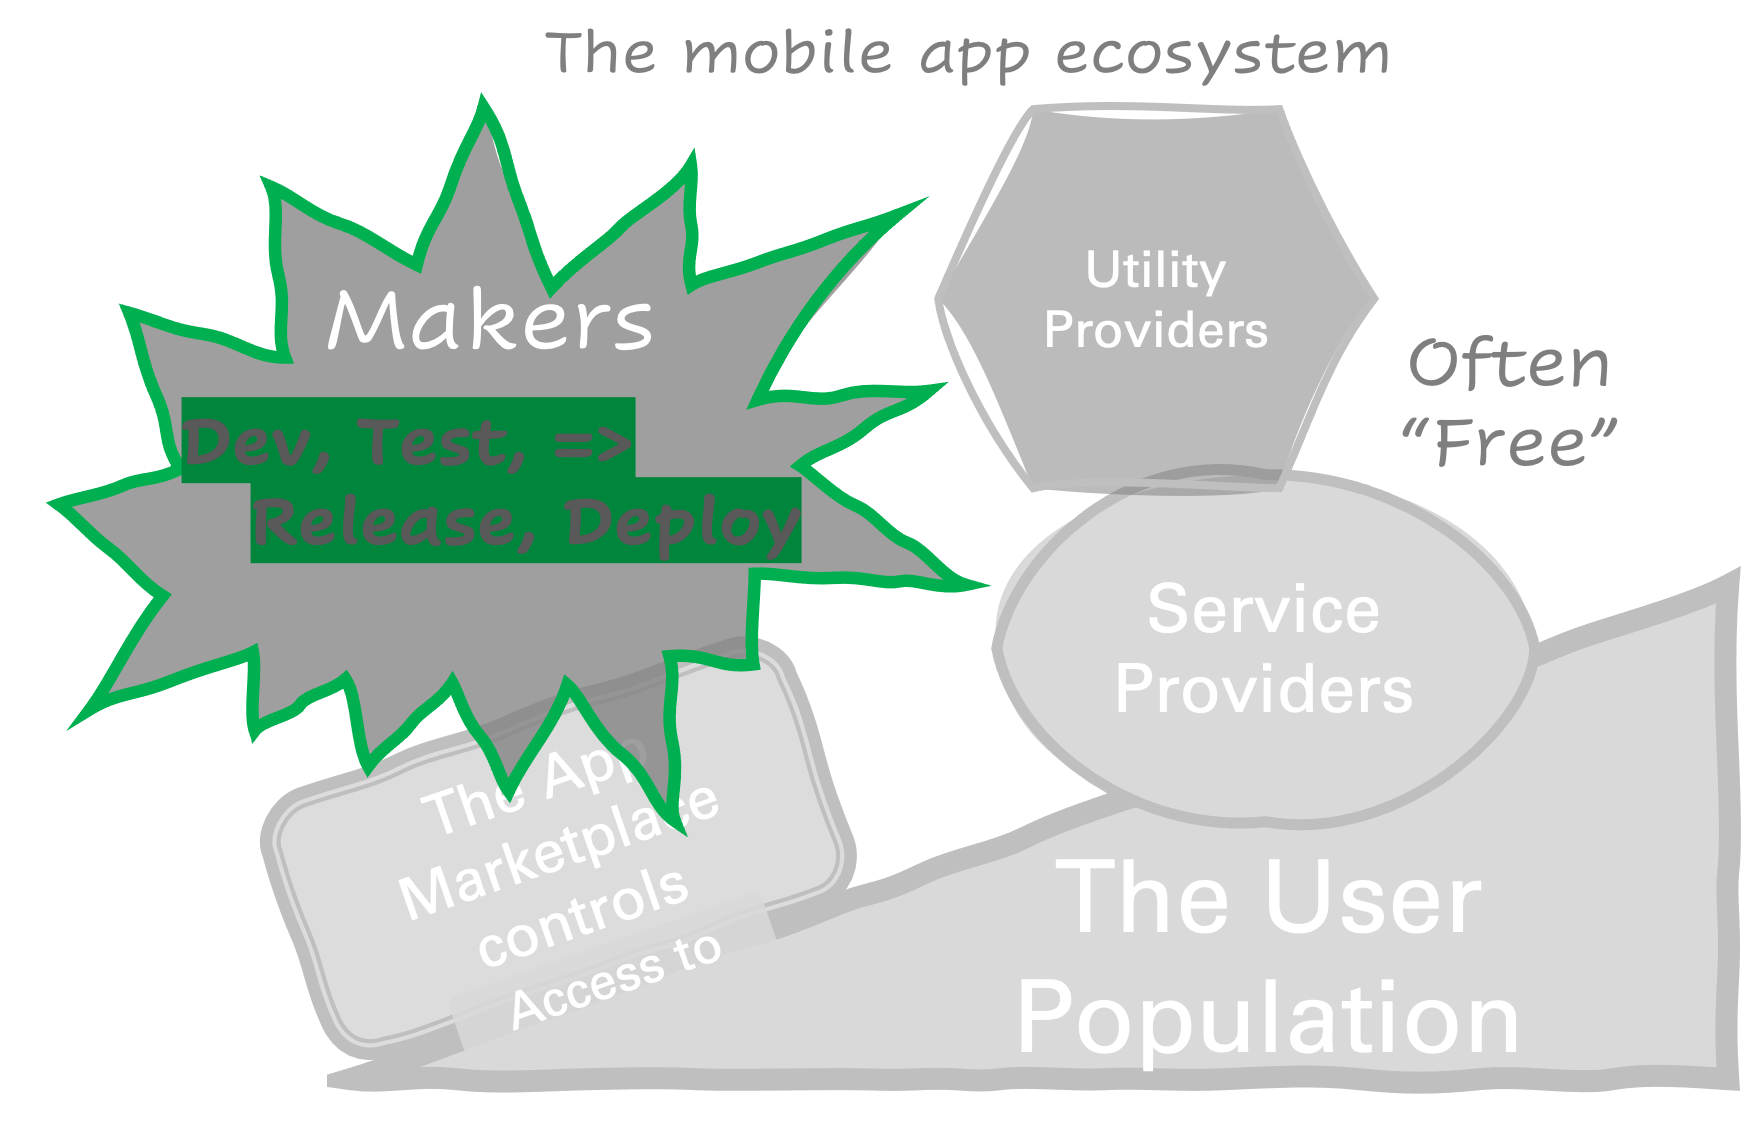 The mobile app ecosystem
Makers
Dev, Test, =>
Release, Deploy
Utility
Providers
Often
“Free”
Service
Providers
The App
Marketplace
controls
Access to
The User
Population